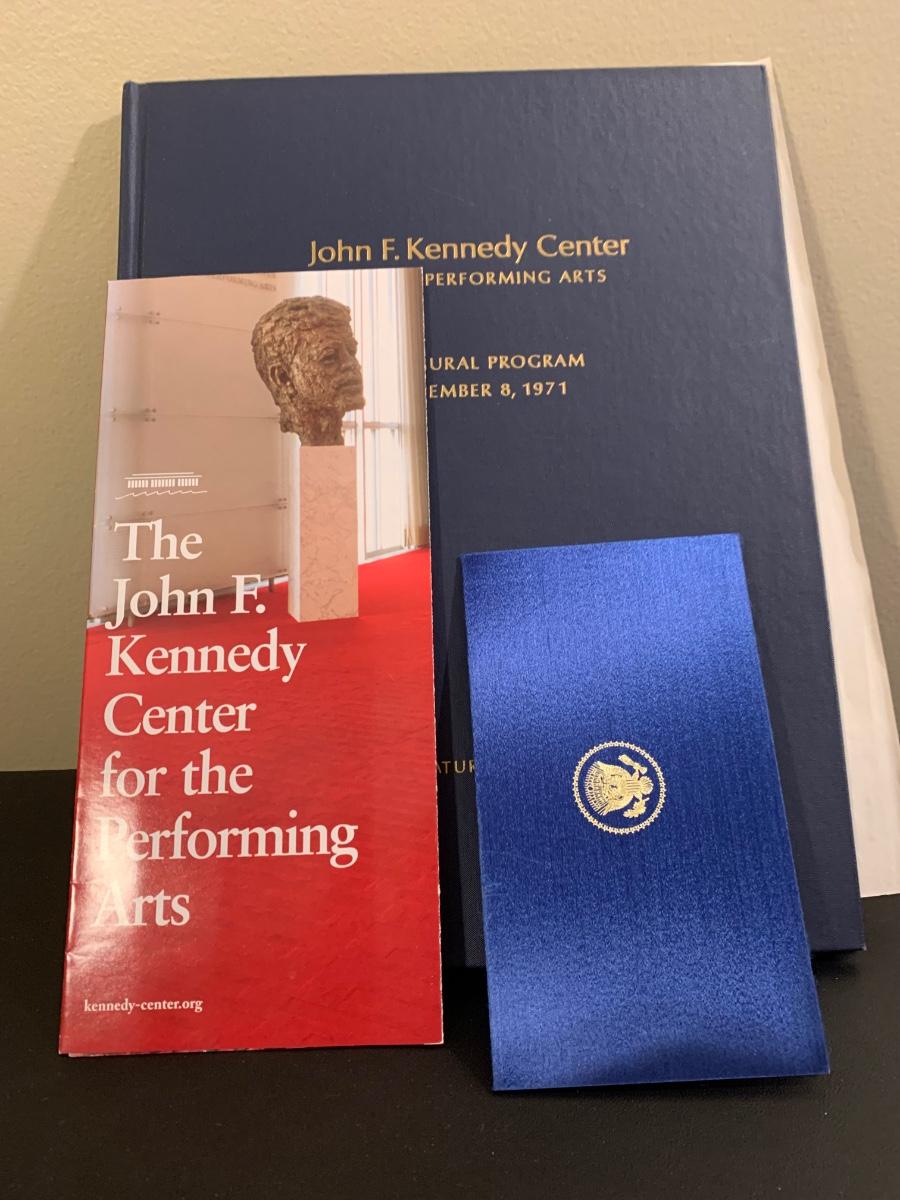 John F. Kennedy Center
PERFORMING ARTS
URAL PROGRAM
EMBER 8, 1971
ATUR
The
John F.
Kennedy
Center
for the
Performing
Arts
kennedy-center.org